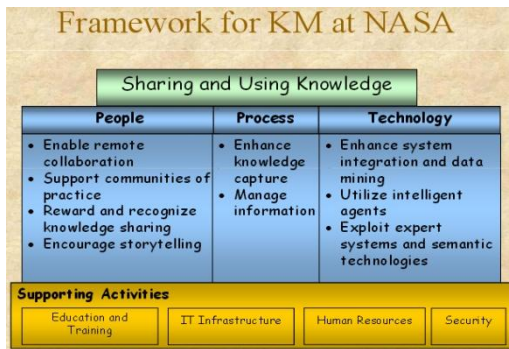 Framework for KM at NASA
Sharing and Using Knowledge
People
• Enable remote
collaboration
• Support communities of
practice
• Reward and recognize
knowledge sharing
• Encourage storytelling
Process
• Enhance
knowledge
capture
• Manage
information
Technology
• Enhance system
integration and data
mining
• Utilize intelligent
agents
• Exploit expert
systems and semantic
technologies
Supporting Activities
Education and
Training
IT Infrastructure
Human Resources
Security